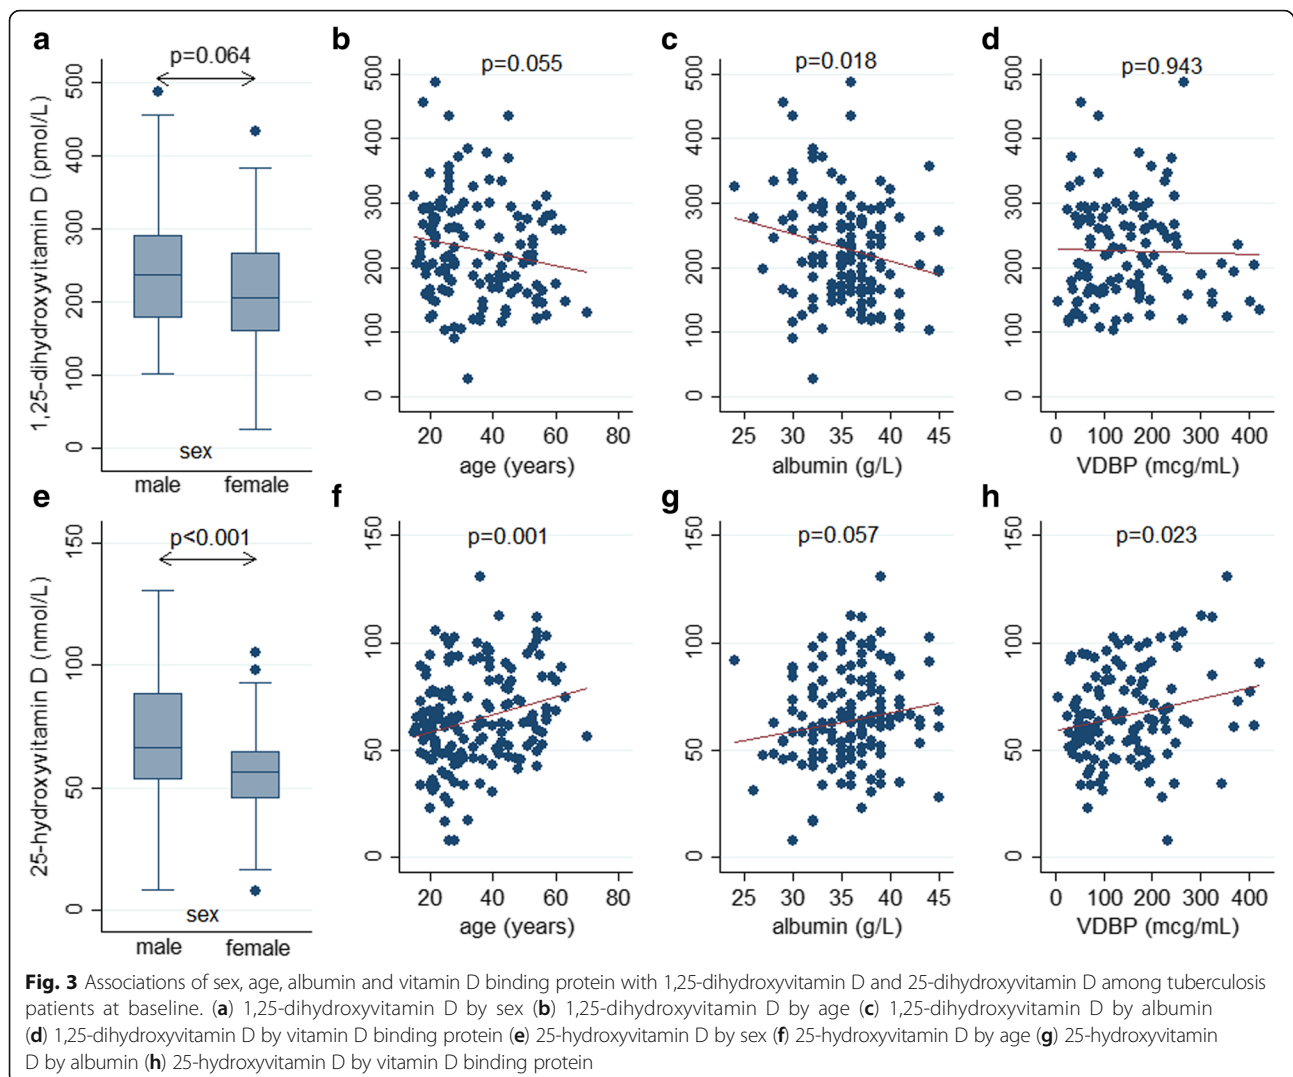 a
p=0.064
1,25-dihydroxyvitamin D (pmol/L)
500
400
300
200
100
0
sex
male female
b
p=0.055
500
400
300
200
100
0
20 40 60 80
age (years)
c
p=0.018
500
400
300
200
100
0
25 30 35 40 45
albumin (g/L)
d
p=0.943
500
400
300
200
100
0
0 100 200 300 400
VDBP (mcg/mL)
e
p<0.001
25-hydroxyvitamin D (nmol/L)
150
100
50
0
sex
male female
f
p=0.001
150
100
50
0
20 40 60 80
age (years)
g
p=0.057
150
100
50
0
25 30 35 40 45
albumin (g/L)
h
p=0.023
150
100
50
0
0 100 200 300 400
VDBP (mcg/mL)
Fig. 3 Associations of sex, age, albumin and vitamin D binding protein with 1,25-dihydroxyvitamin D and 25-dihydroxyvitamin D among tuberculosis
patients at baseline. (a) 1,25-dihydroxyvitamin D by sex (b) 1,25-dihydroxyvitamin D by age (c) 1,25-dihydroxyvitamin D by albumin
(d) 1,25-dihydroxyvitamin D by vitamin D binding protein (e) 25-hydroxyvitamin D by sex (f) 25-hydroxyvitamin D by age (g) 25-hydroxyvitamin
D by albumin (h) 25-hydroxyvitamin D by vitamin D binding protein